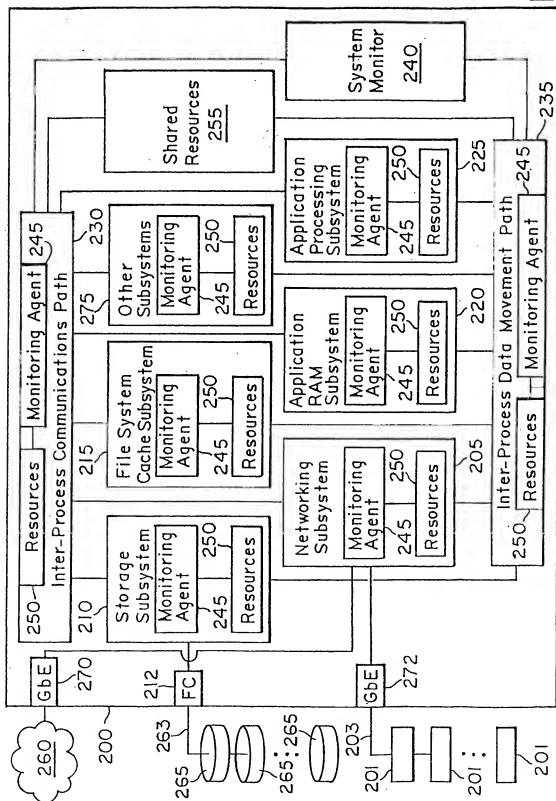 245
Resources
Monitoring Agent
250
Inter-Process Communications Path
230
210
Storage
Subsystem
Monitoring
Agent
245
250
Resources
215
File System
Cache Subsystem
Monitoring
Agent
245
250
Resources
275
Other
Subsystems
Monitoring
Agent
245
250
Resources
Shared
Resources
255
System
Monitor
240
Networking
Subsystem
Monitoring
Agent
245
250
Resources
205
Application
RAM
Subsystem
Monitoring
Agent
245
250
Resources
220
Application
Processing
Subsystem
Monitoring
Agent
245
250
Resources
225
235
Inter-Process Data Movement Path
245
250
Resources
Monitoring Agent
GbE
270
FC
212
GbE
272
200
260
263
265
265
265
203
201
201
201